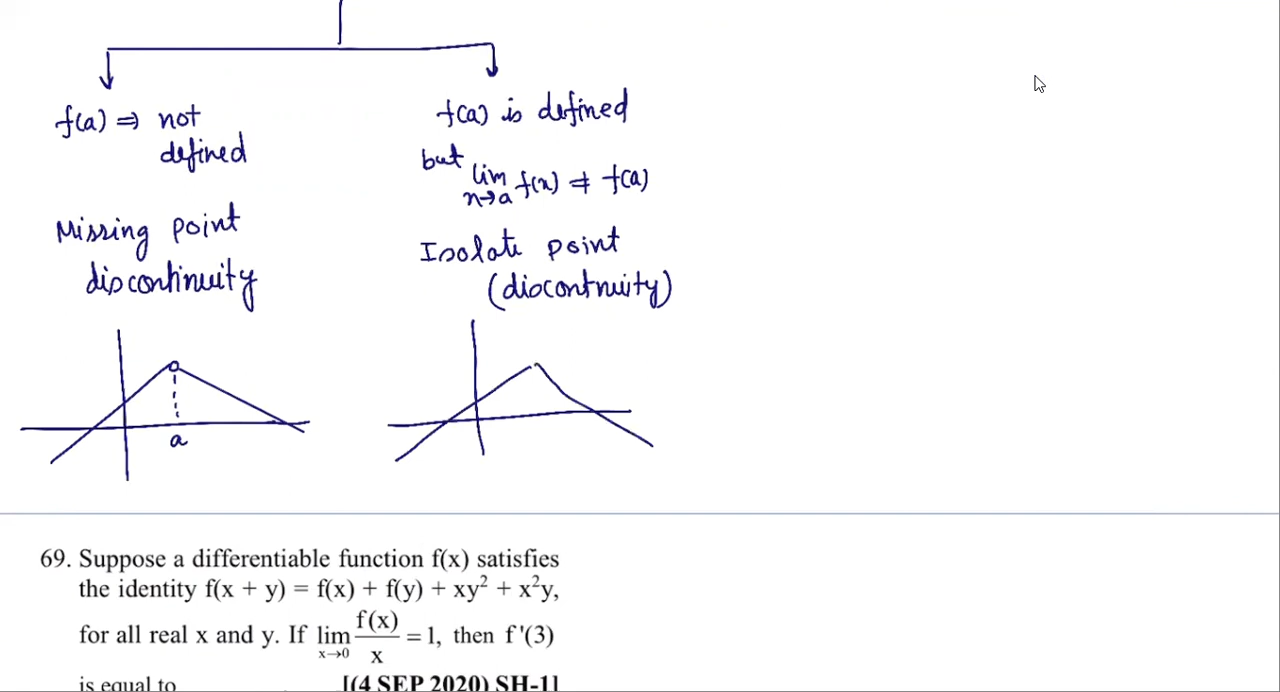 f(a) ⇒ not
defined
Missing point
discontinuity
f(a) is defined
but lim f(x) ≠ f(a)
x→a
Isolate point
(discontnuity)
a
69. Suppose a differentiable function f(x) satisfies
the identity f(x + y) = f(x) + f(y) + xy² + x²y,
for all real x and y. If lim f(x)/x = 1, then f'(3)
x→0
is equal to [(4 SEP 2020) SH-1]